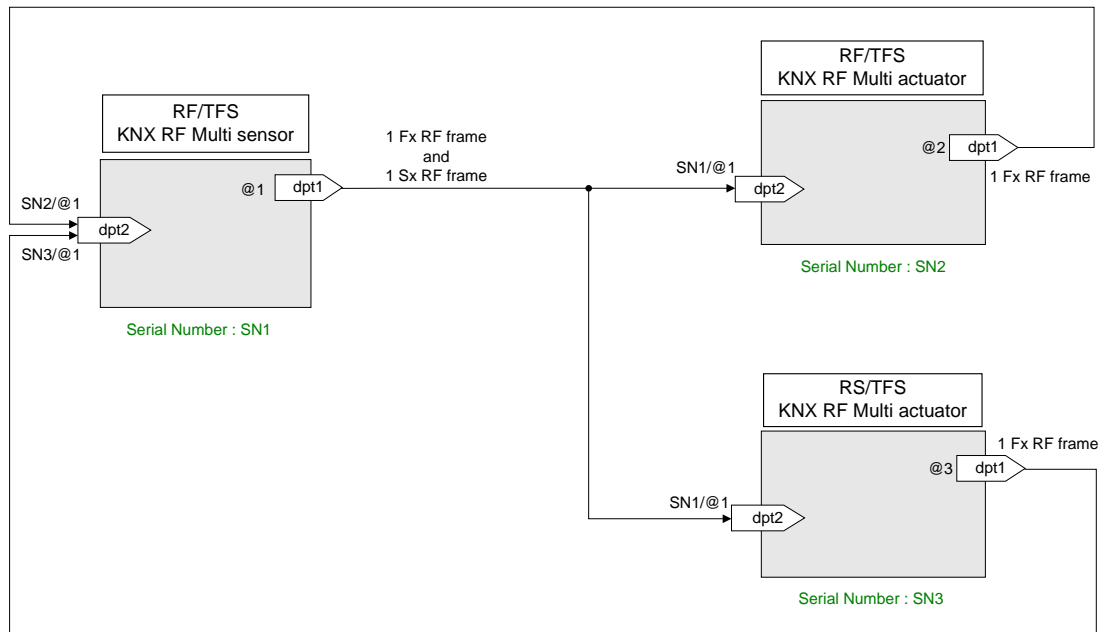 RF/TFS
KNX RF Multi sensor
@1
dpt1
SN2/@1
dpt2
SN3/@1
Serial Number : SN1
1 Fx RF frame
and
1 Sx RF frame
RF/TFS
KNX RF Multi actuator
@2
dpt1
1 Fx RF frame
SN1/@1
dpt2
Serial Number : SN2
RS/TFS
KNX RF Multi actuator
1 Fx RF frame
@3
dpt1
SN1/@1
dpt2
Serial Number : SN3